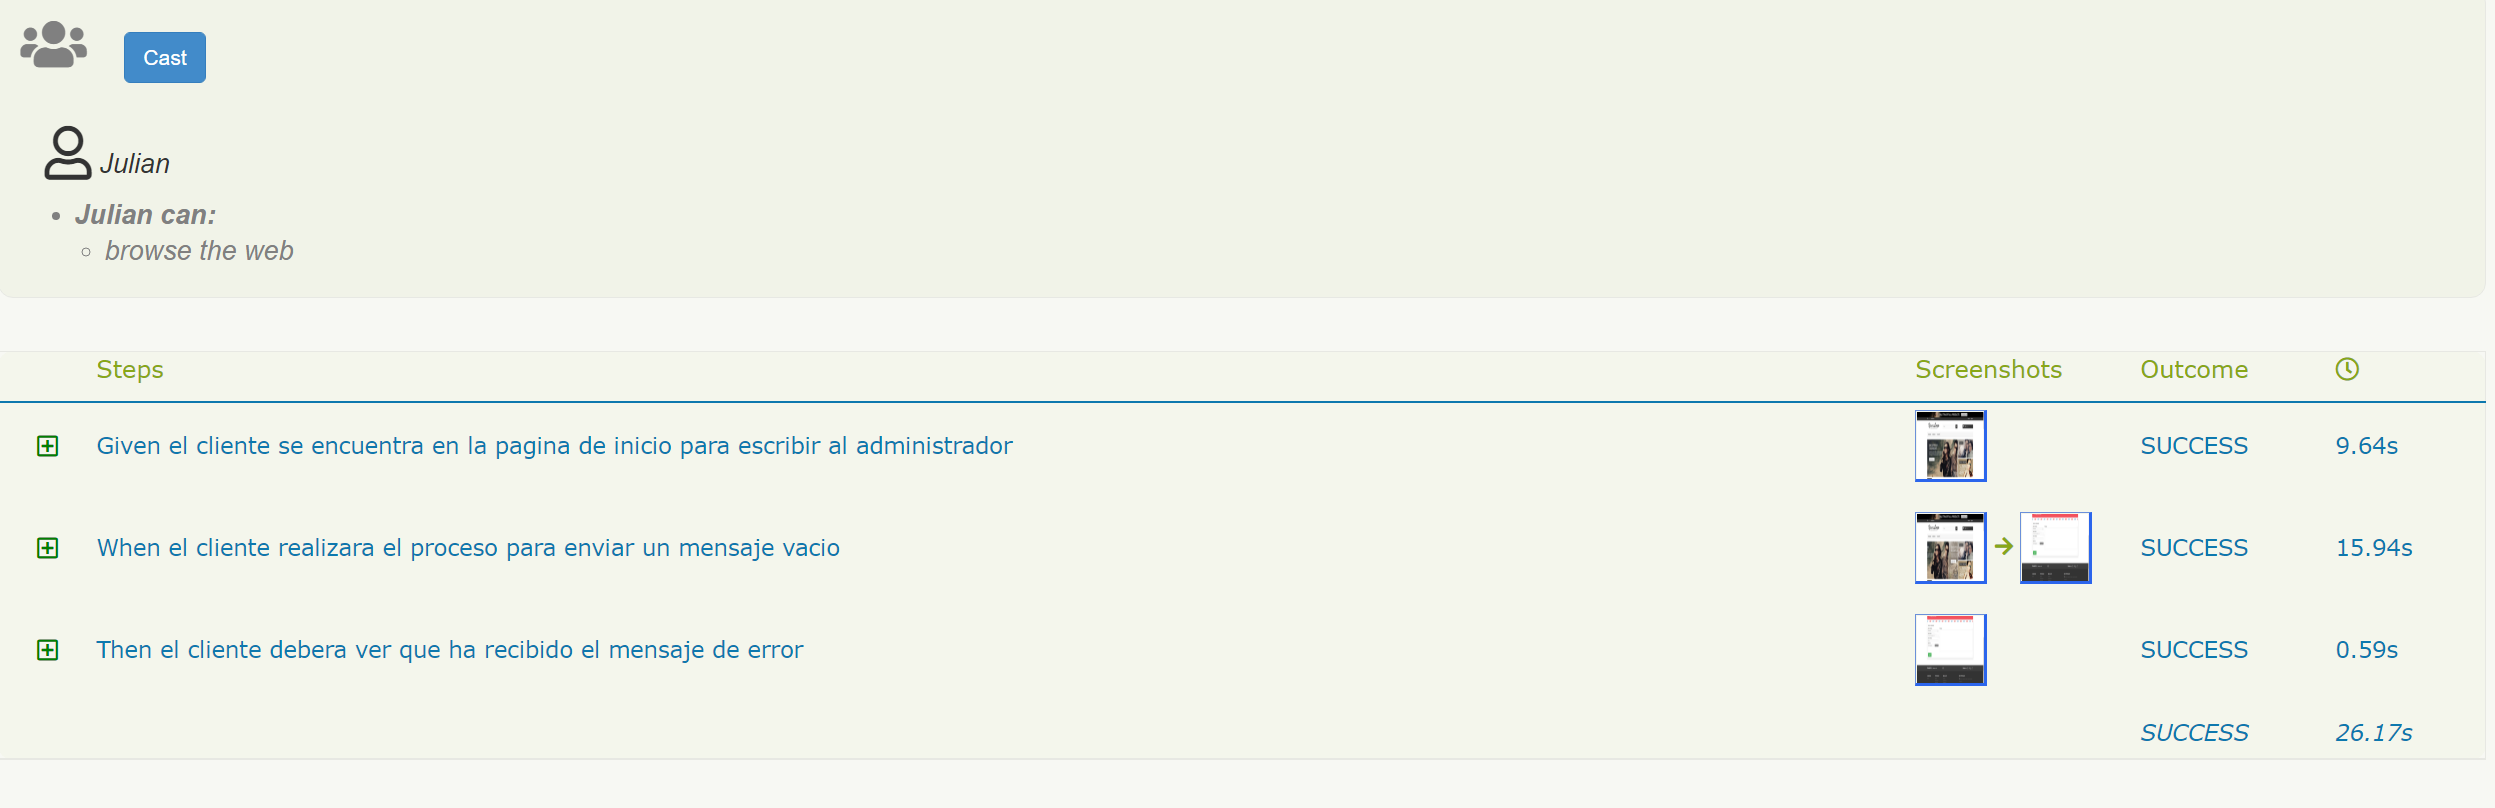 Cast
Julian
Julian can:
browse the web
Steps Screenshots Outcome
Given el cliente se encuentra en la pagina de inicio para escribir al administrador SUCCESS 9.64s
When el cliente realizara el proceso para enviar un mensaje vacio SUCCESS 15.94s
Then el cliente debera ver que ha recibido el mensaje de error SUCCESS 0.59s
SUCCESS 26.17s